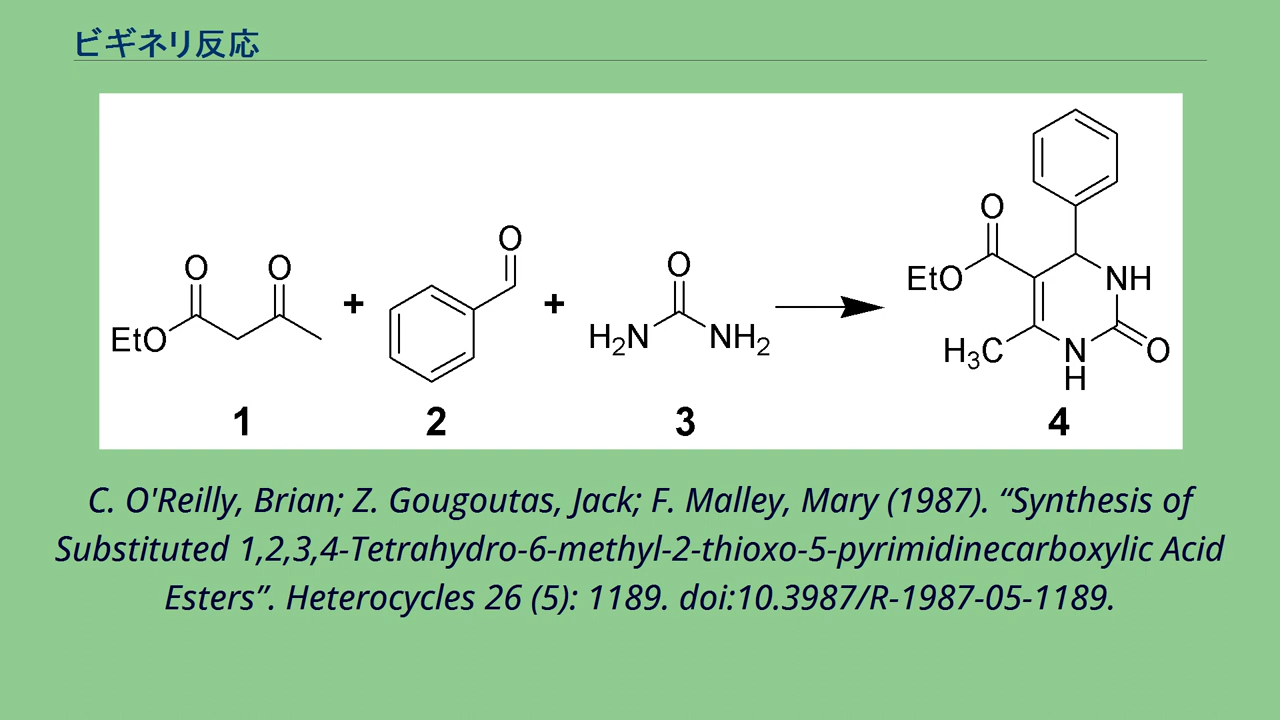 ビギネリ反応
O
O
EtO
+
O
+
O
H₂N
NH₂
O
EtO
NH
H₃C
N
H
O
1
2
3
4
C. O'Reilly, Brian; Z. Gougoutas, Jack; F. Malley, Mary (1987). “Synthesis of
Substituted 1,2,3,4-Tetrahydro-6-methyl-2-thioxo-5-pyrimidinecarboxylic Acid
Esters”. Heterocycles 26 (5): 1189. doi:10.3987/R-1987-05-1189.